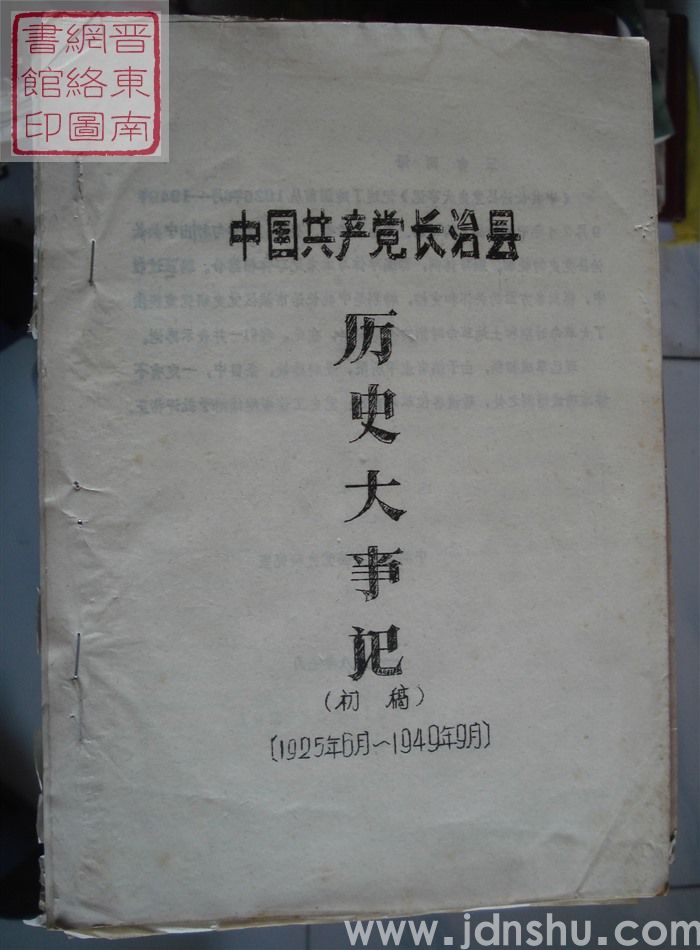 晋東南
網絡圖
書館印
中国共产党长治县
历史大事记
（初稿）
〔1925年6月～1949年9月〕
www.jdnshu.com